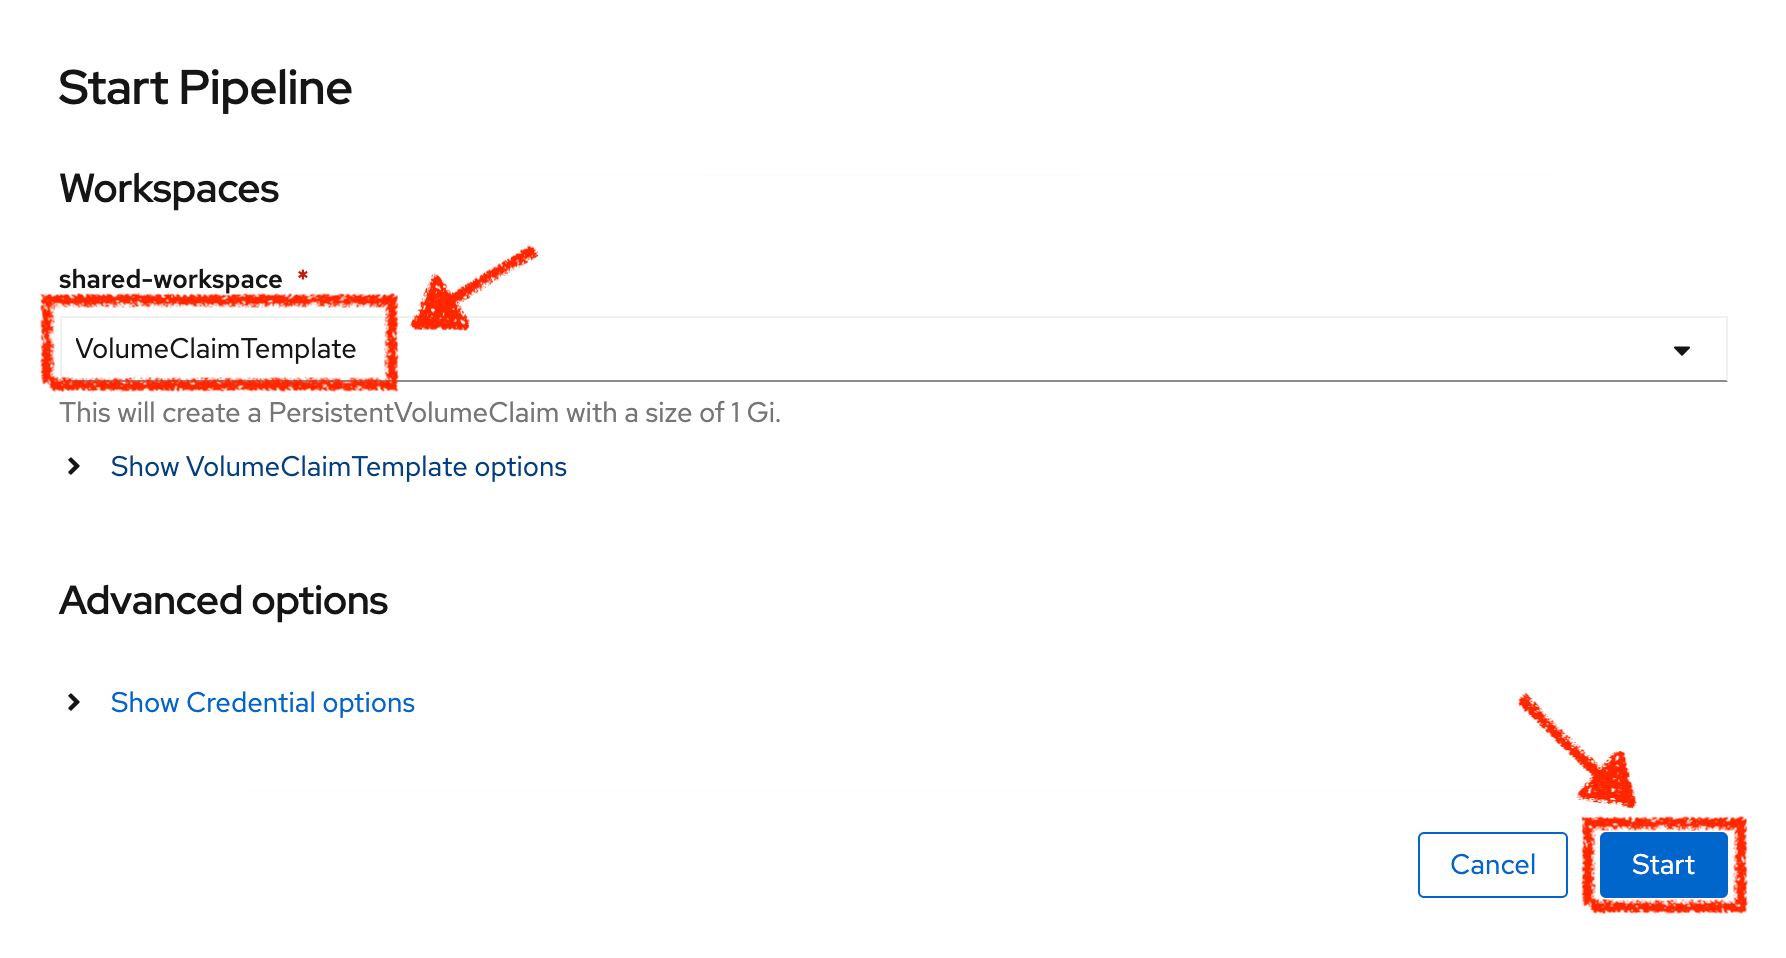 Start Pipeline
Workspaces
shared-workspace *
VolumeClaimTemplate
This will create a PersistentVolumeClaim with a size of 1 Gi.
Show VolumeClaimTemplate options
Advanced options
Show Credential options
Cancel
Start